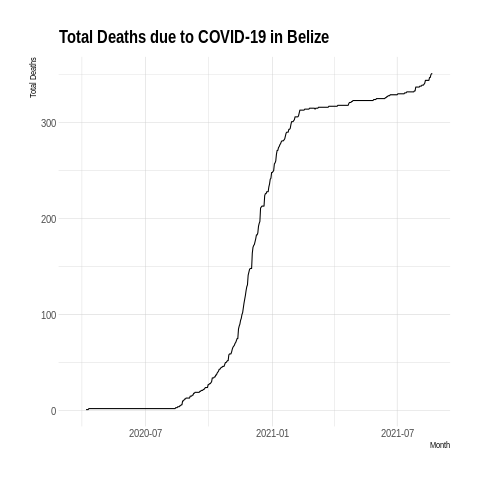 Total Deaths due to COVID-19 in Belize
Total Deaths
300
200
100
0
2020-07
2021-01
2021-07
Month